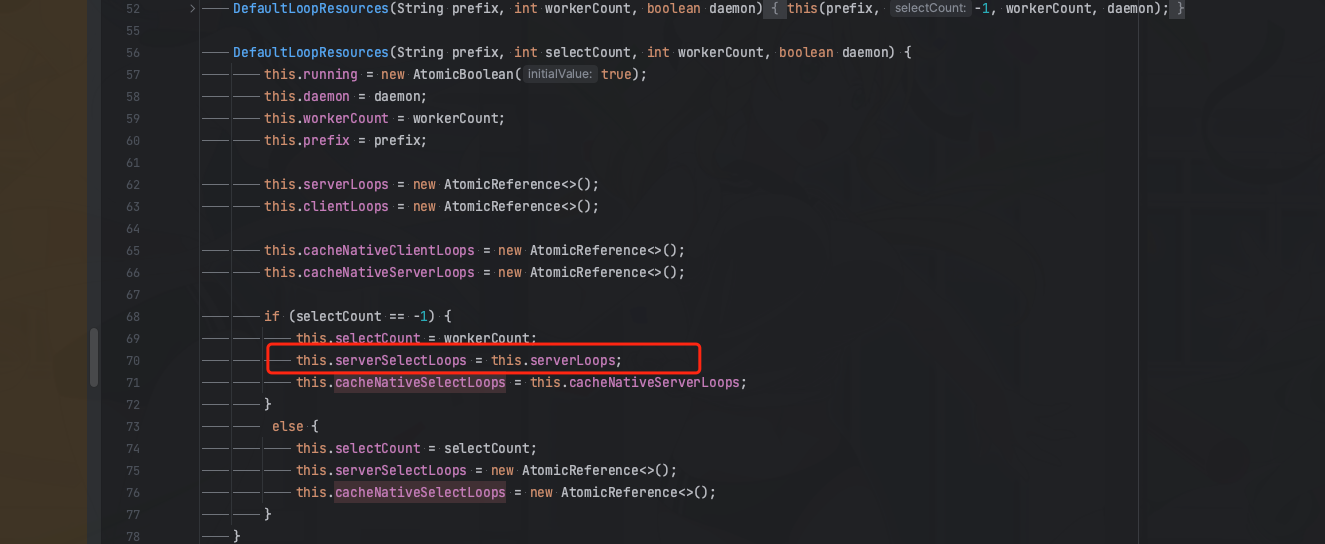 52 DefaultLoopResources(String prefix, int workerCount, boolean daemon) { this(prefix, selectCount: -1, workerCount, daemon); }
55
56 DefaultLoopResources(String prefix, int selectCount, int workerCount, boolean daemon) {
57 this.running = new AtomicBoolean( initialValue: true);
58 this.daemon = daemon;
59 this.workerCount = workerCount;
60 this.prefix = prefix;
61
62 this.serverLoops = new AtomicReference<>();
63 this.clientLoops = new AtomicReference<>();
64
65 this.cacheNativeClientLoops = new AtomicReference<>();
66 this.cacheNativeServerLoops = new AtomicReference<>();
67
68 if (selectCount == -1) {
69 this.selectCount = workerCount;
70 this.serverSelectLoops = this.serverLoops;
71 this.cacheNativeSelectLoops = this.cacheNativeServerLoops;
72 }
73 else {
74 this.selectCount = selectCount;
75 this.serverSelectLoops = new AtomicReference<>();
76 this.cacheNativeSelectLoops = new AtomicReference<>();
77 }
78 }